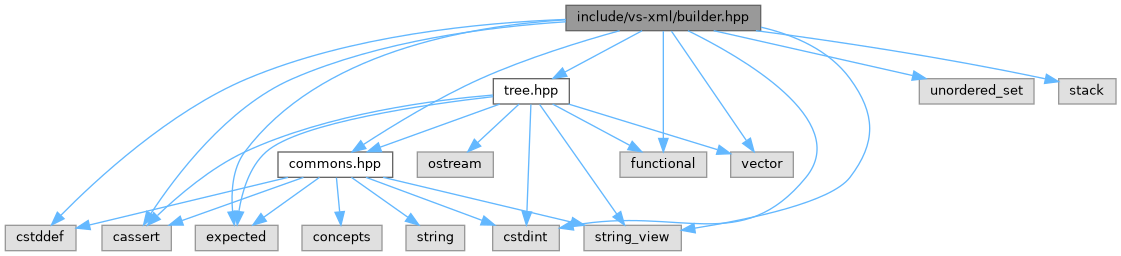 include/vs-xml/builder.hpp
tree.hpp
unordered_set
stack
commons.hpp
ostream
functional
vector
cstddef
cassert
expected
concepts
string
cstdint
string_view